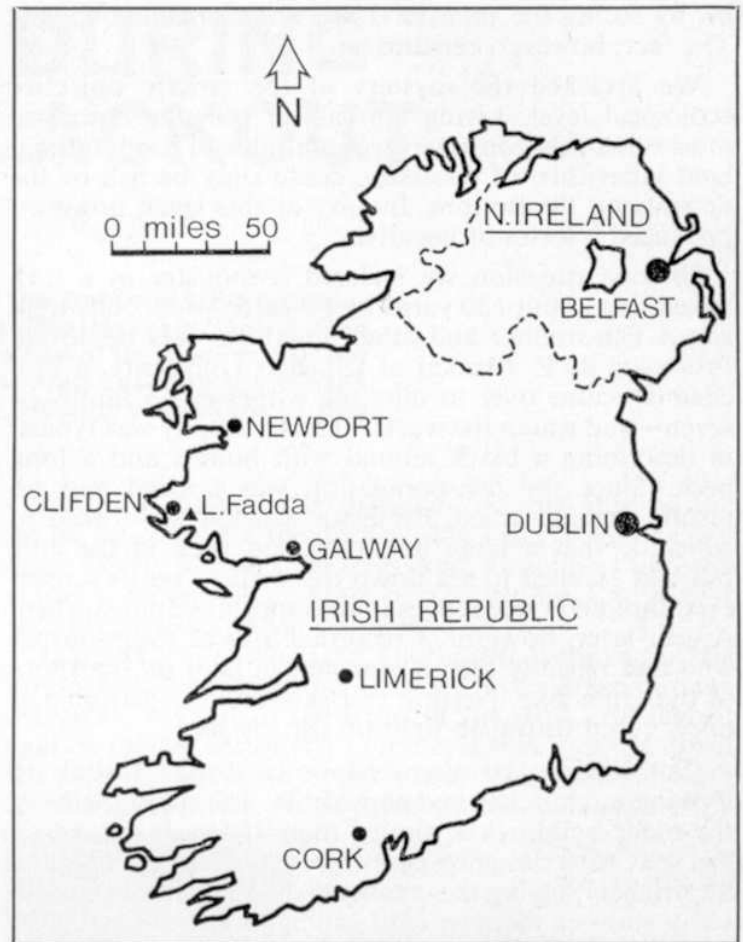 N
N.IRELAND
0 miles 50
BELFAST
NEWPORT
CLIFDEN
L.Fadda
DUBLIN
GALWAY
IRISH REPUBLIC
LIMERICK
CORK